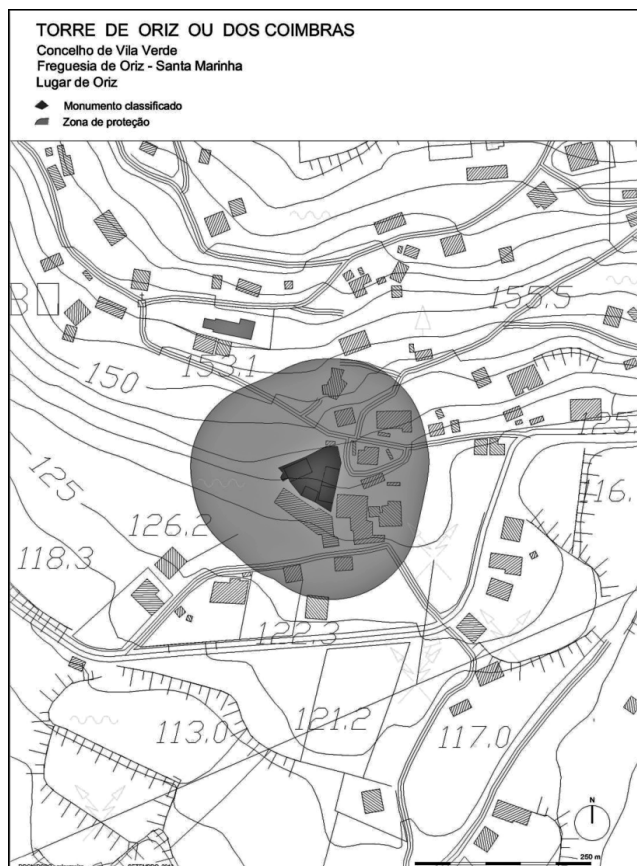 TORRE DE ORIZ OU DOS COIMBRAS
Concelho de Vila Verde
Freguesia de Oriz - Santa Marinha
Lugar de Oriz
Monumento classificado
Zona de proteção
155.5
153.1
150
125
125
16.
126.2
118.3
122.3
121.2
113.0
117.0
N
250 m